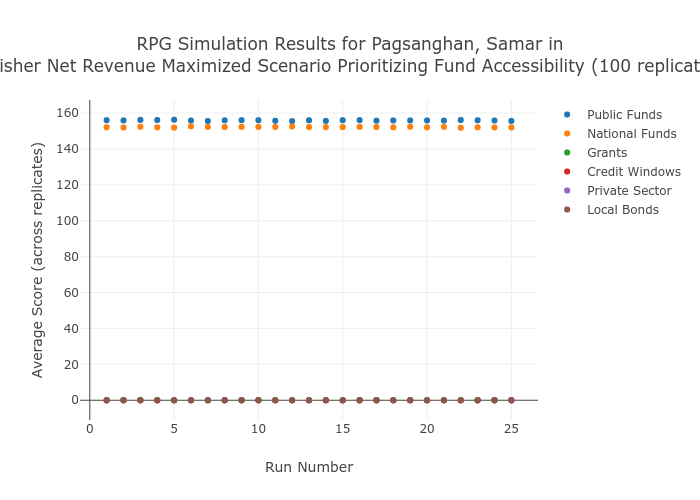 RPG Simulation Results for Pagsanghan, Samar in
Net Revenue Maximized Scenario Prioritizing Fund Accessibility (100
Public Funds
National Funds
Grants
Credit Windows
Private Sector
Local Bonds
Average Score (across replicates)
160
140
120
100
80
60
40
20
0
0
5
10
15
20
25
Run Number